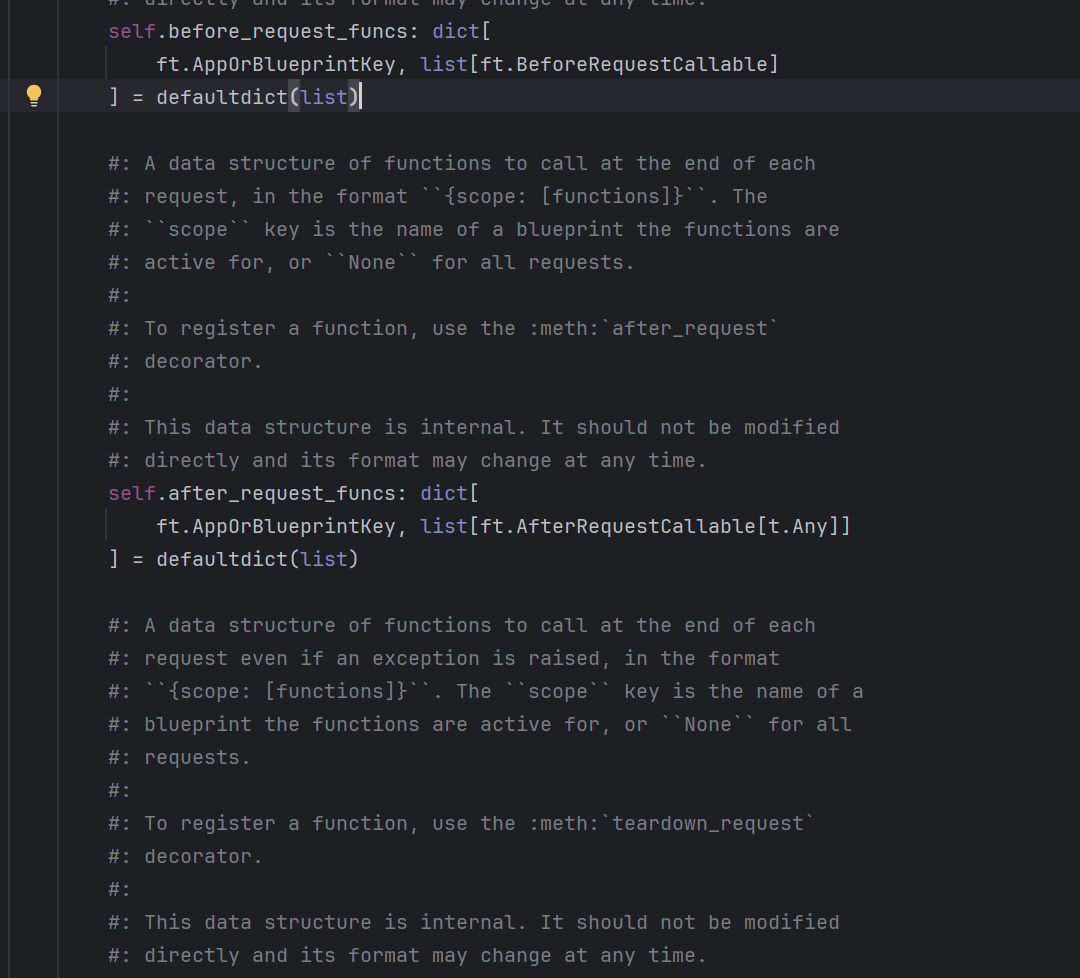 #: directly and its format may change at any time.
self.before_request_funcs: dict[
    ft.AppOrBlueprintKey, list[ft.BeforeRequestCallable]
] = defaultdict(list)

#: A data structure of functions to call at the end of each
#: request, in the format ``{scope: [functions]}``. The
#: ``scope`` key is the name of a blueprint the functions are
#: active for, or ``None`` for all requests.
#:
#: To register a function, use the :meth:`after_request`
#: decorator.
#:
#: This data structure is internal. It should not be modified
#: directly and its format may change at any time.
self.after_request_funcs: dict[
    ft.AppOrBlueprintKey, list[ft.AfterRequestCallable[t.Any]]
] = defaultdict(list)

#: A data structure of functions to call at the end of each
#: request even if an exception is raised, in the format
#: ``{scope: [functions]}``. The ``scope`` key is the name of a
#: blueprint the functions are active for, or ``None`` for all
#: requests.
#:
#: To register a function, use the :meth:`teardown_request`
#: decorator.
#:
#: This data structure is internal. It should not be modified
#: directly and its format may change at any time.